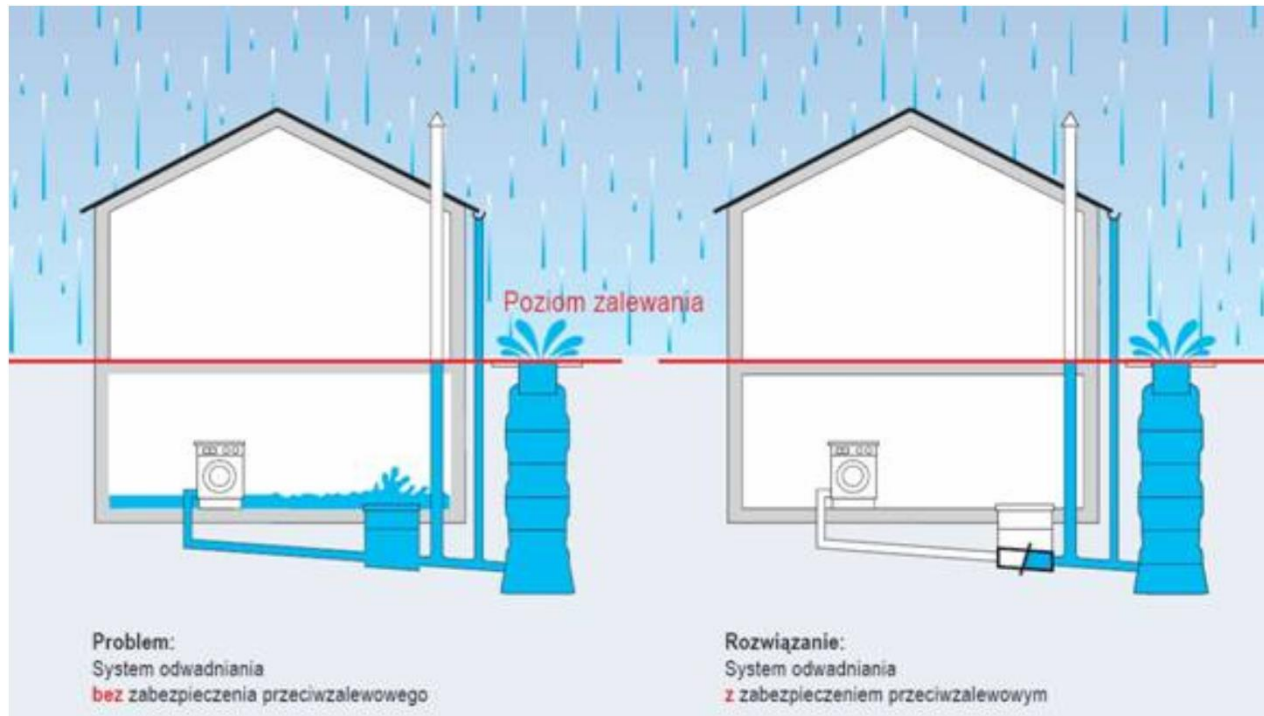 Poziom zalewania
Problem:
System odwadniania
bez zabezpieczenia przeciwzalewowego
Rozwiązanie:
System odwadniania
z zabezpieczeniem przeciwzalewowym